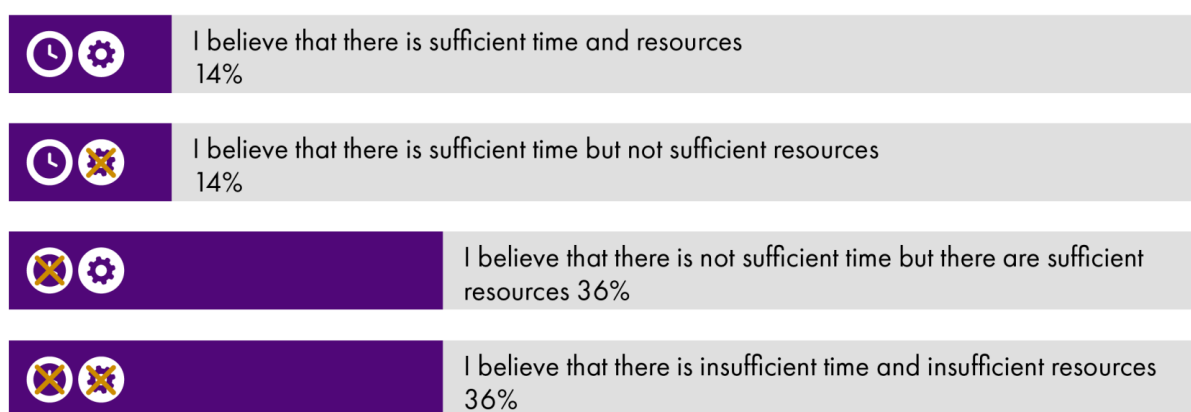 I believe that there is sufficient time and resources
14%
I believe that there is sufficient time but not sufficient resources
14%
I believe that there is not sufficient time but there are sufficient
resources 36%
I believe that there is insufficient time and insufficient resources
36%